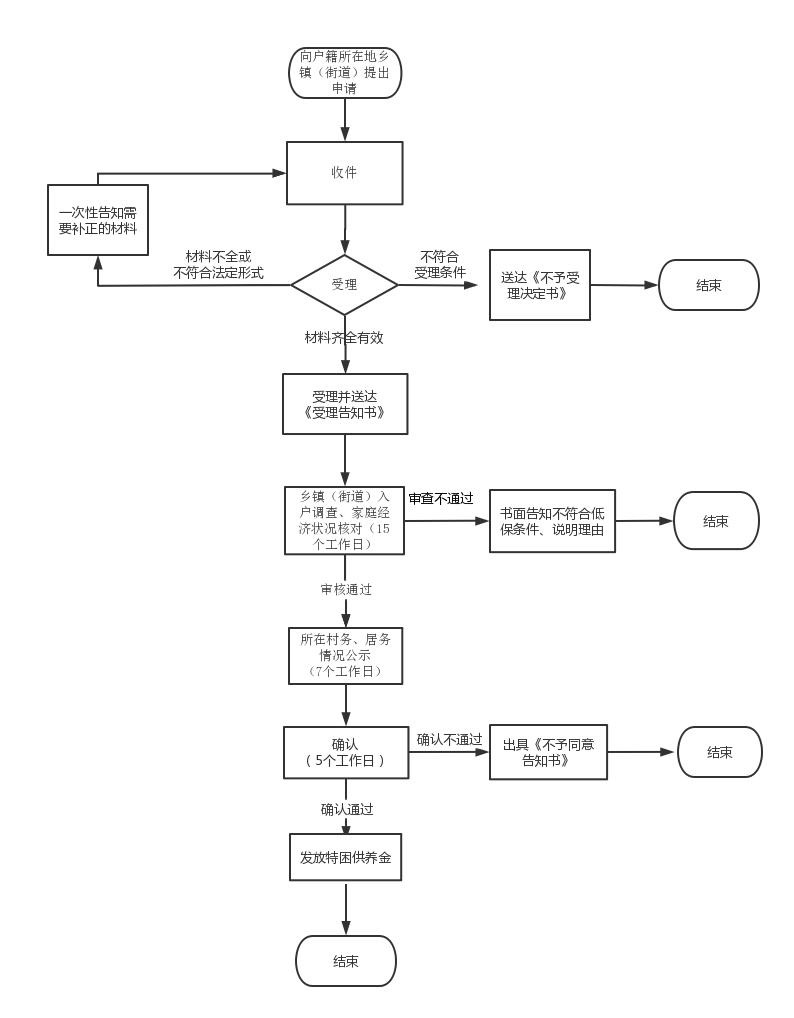 向户籍所在地乡
镇（街道）提出
申请
收件
一次性告知需
要补正的材料
材料不全或
不符合法定形式
受理
不符合
受理条件
送达《不予受
理决定书》
结束
材料齐全有效
受理并送达
《受理告知书》
乡镇（街道）入
户调查、家庭经
济状况核对（15
个工作日）
审查不通过
书面告知不符合低
保条件、说明理由
结束
审核通过
所在村务、居务
情况公示
（7个工作日）
确认
（5个工作日）
确认不通过
出具《不予同意
告知书》
结束
确认通过
发放特困供养金
结束